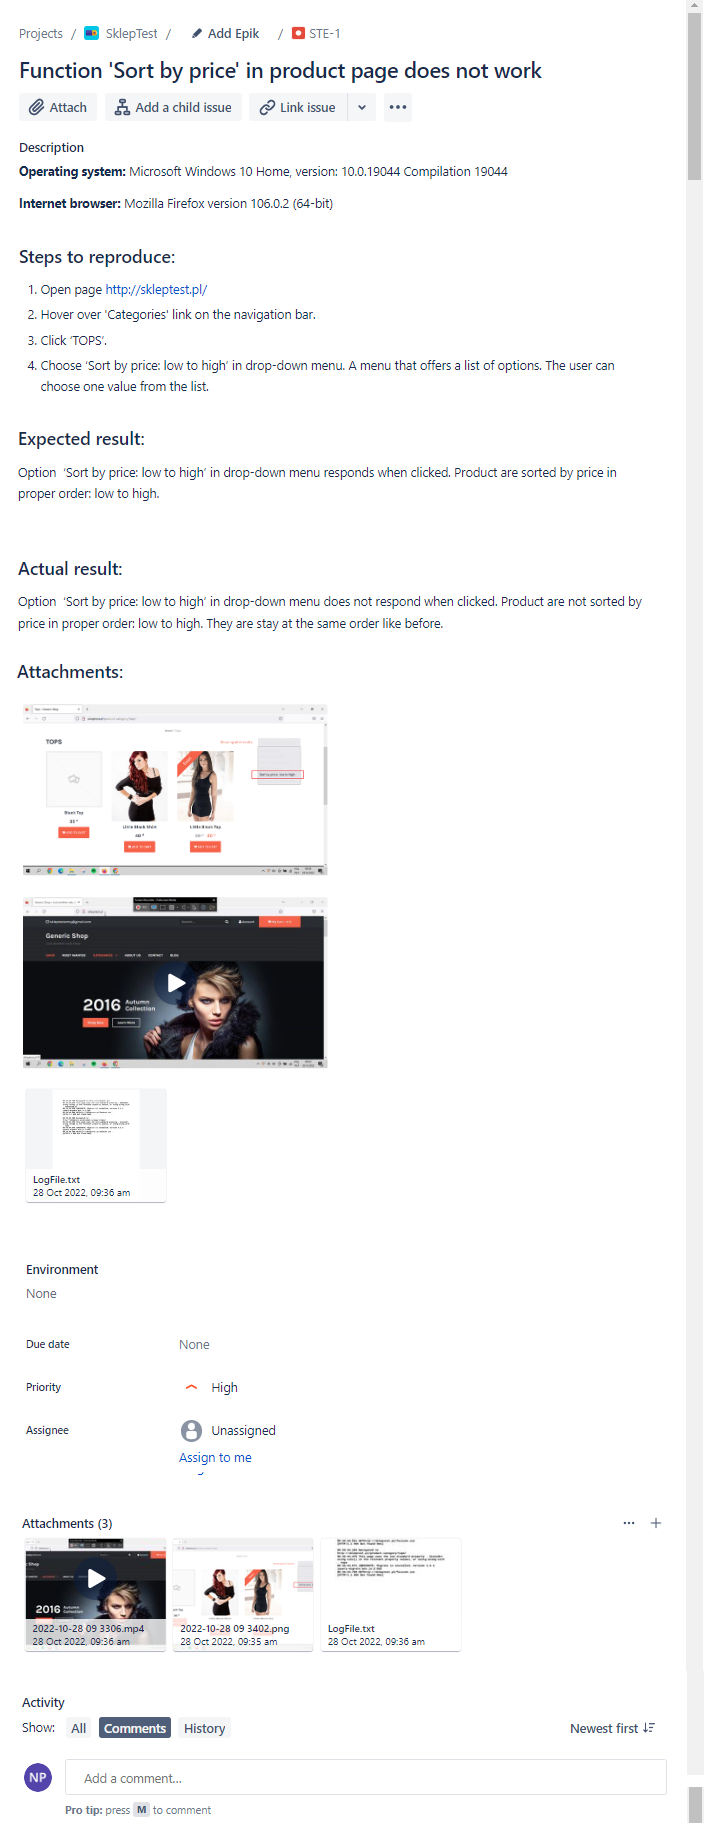 Projects / SklepTest / Add Epik / STE-1
Function 'Sort by price' in product page does not work
Attach Add a child issue Link issue
Description
Operating system: Microsoft Windows 10 Home, version: 10.0.19044 Compilation 19044
Internet browser: Mozilla Firefox version 106.0.2 (64-bit)
Steps to reproduce:
1. Open page http://skleptest.pl/
2. Hover over 'Categories' link on the navigation bar.
3. Click 'TOPS'.
4. Choose 'Sort by price: low to high' in drop-down menu. A menu that offers a list of options. The user can
choose one value from the list.
Expected result:
Option 'Sort by price: low to high' in drop-down menu responds when clicked. Product are sorted by price in
proper order: low to high.
Actual result:
Option 'Sort by price: low to high' in drop-down menu does not respond when clicked. Product are not sorted by
price in proper order: low to high. They are stay at the same order like before.
Attachments:
TOPS
Black Top
Little Black Top
Generic Shop
ABOUT US CONTACT BLOG
2016 Autumn
Collection
LogFile.txt
28 Oct 2022, 09:36 am
Environment
None
Due date None
Priority High
Assignee Unassigned
Assign to me
Attachments (3)
2016
2022-10-28 09 3306.mp4
28 Oct 2022, 09:36 am
2022-10-28 09 3402.png
28 Oct 2022, 09:35 am
LogFile.txt
28 Oct 2022, 09:36 am
Activity
Show: All Comments History Newest first
NP Add a comment...
Pro tip: press M to comment